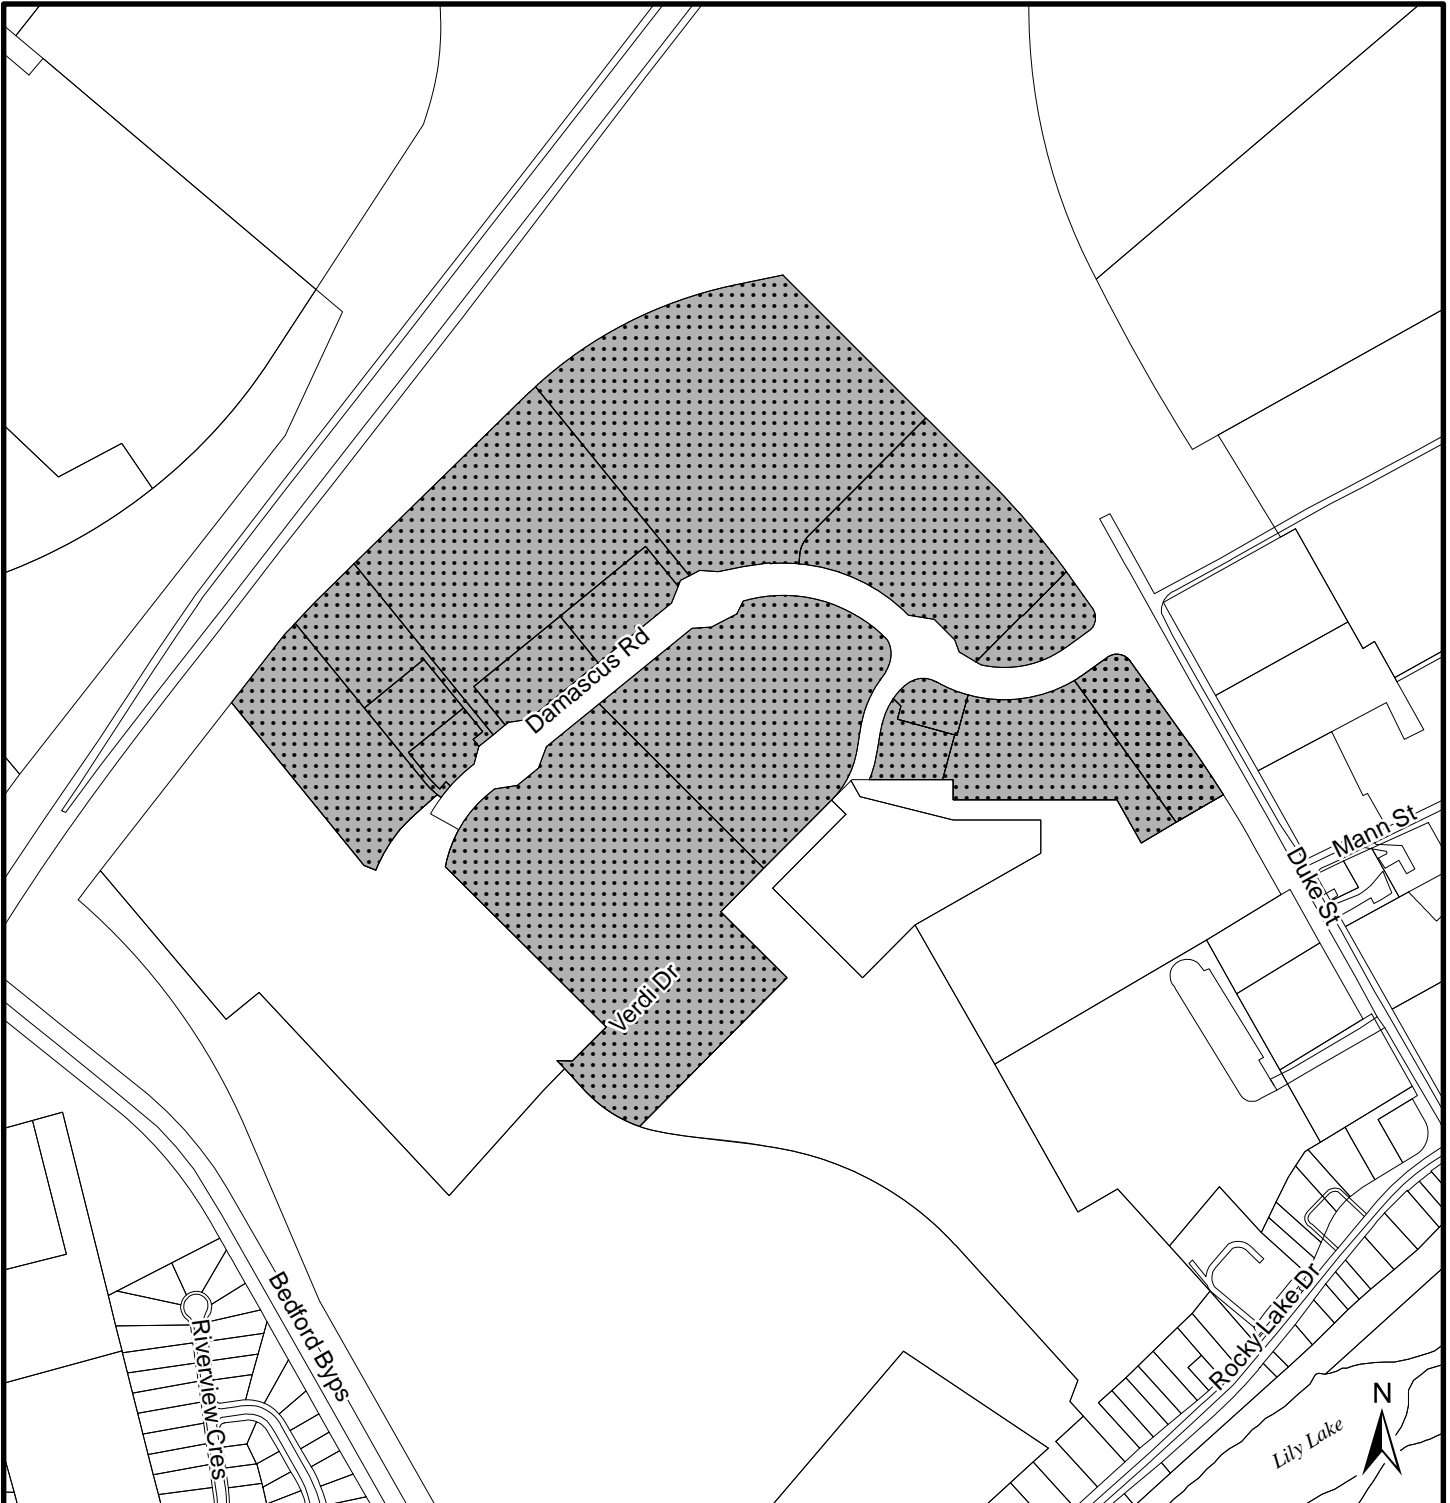 Damascus Rd
Mann St
Duke St
Verdi Dr
Bedford Byps
Rocky Lake Dr
Riverview Cres
N
Lily Lake